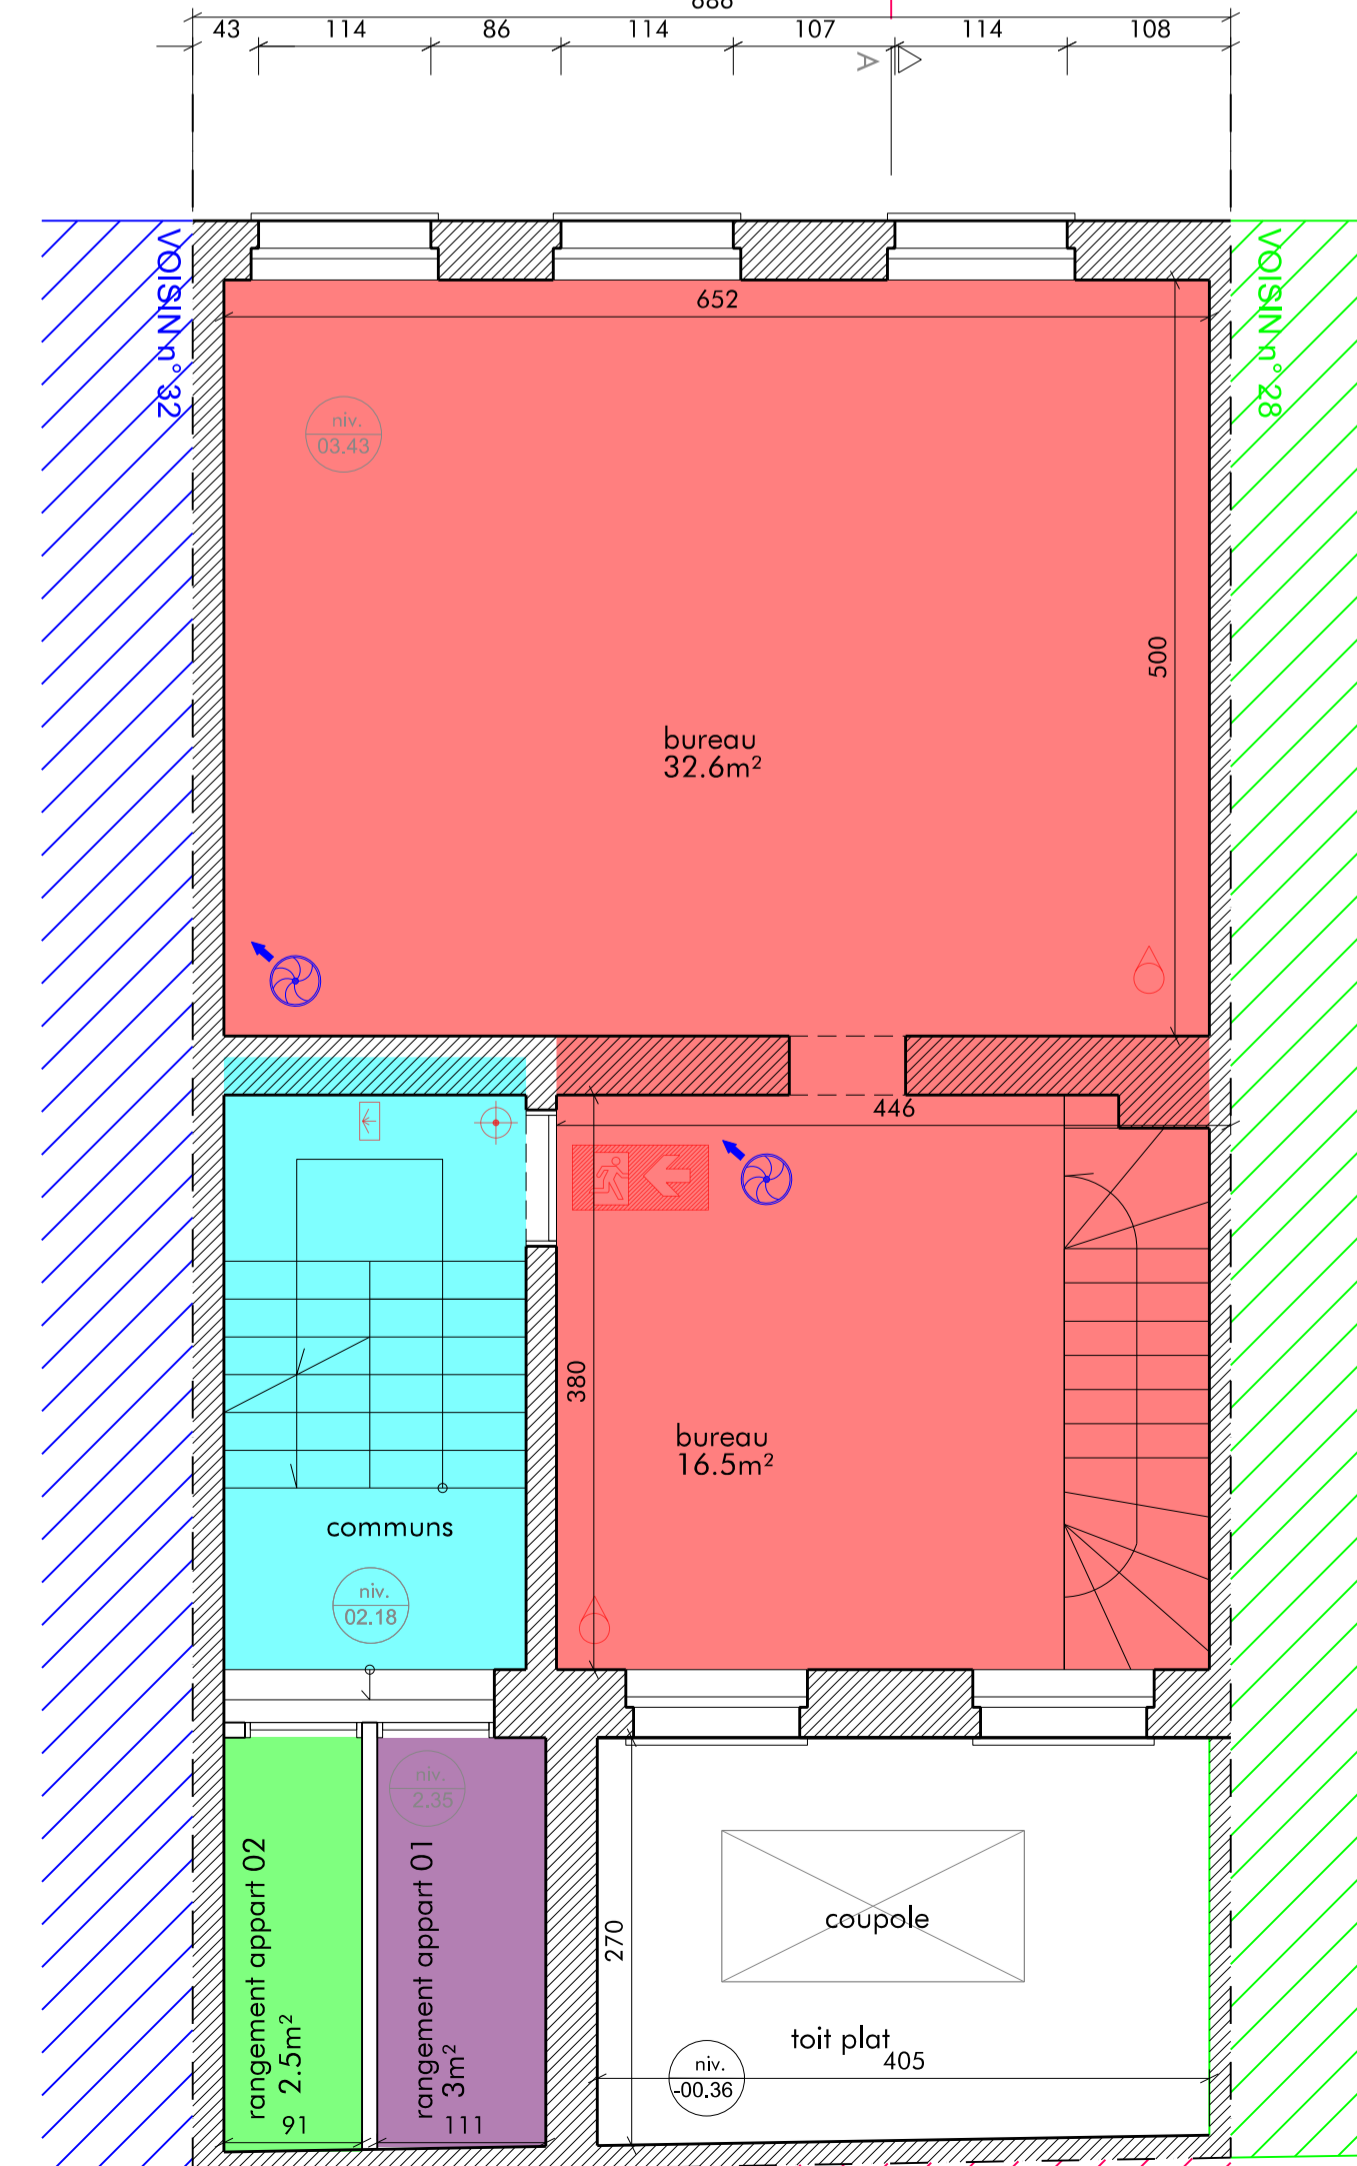 686
43 114 86 114 107 114 108
A
VOISIN n° 32
VOISIN n° 28
652
niv.
03.43
500
bureau
32.6m²
446
380
bureau
16.5m²
communs
niv.
02.18
niv.
2.35
rangement appart 02
2.5m²
91
rangement appart 01
3m²
111
270
coupole
toit plat
405
niv.
-00.36